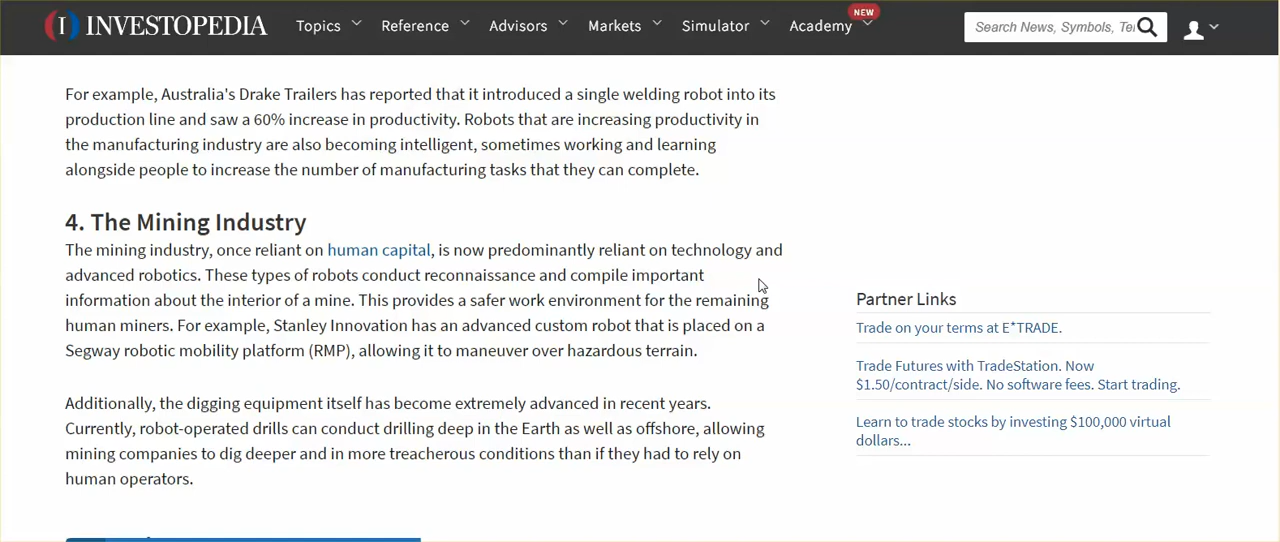 (I) INVESTOPEDIA
Topics
Reference
Advisors
Markets
Simulator
Academy
NEW
Search News, Symbols, Te
For example, Australia's Drake Trailers has reported that it introduced a single welding robot into its
production line and saw a 60% increase in productivity. Robots that are increasing productivity in
the manufacturing industry are also becoming intelligent, sometimes working and learning
alongside people to increase the number of manufacturing tasks that they can complete.
4. The Mining Industry
The mining industry, once reliant on human capital, is now predominantly reliant on technology and
advanced robotics. These types of robots conduct reconnaissance and compile important
information about the interior of a mine. This provides a safer work environment for the remaining
human miners. For example, Stanley Innovation has an advanced custom robot that is placed on a
Segway robotic mobility platform (RMP), allowing it to maneuver over hazardous terrain.
Additionally, the digging equipment itself has become extremely advanced in recent years.
Currently, robot-operated drills can conduct drilling deep in the Earth as well as offshore, allowing
mining companies to dig deeper and in more treacherous conditions than if they had to rely on
human operators.
Partner Links
Trade on your terms at E*TRADE.
Trade Futures with TradeStation. Now
$1.50/contract/side. No software fees. Start trading.
Learn to trade stocks by investing $100,000 virtual
dollars...